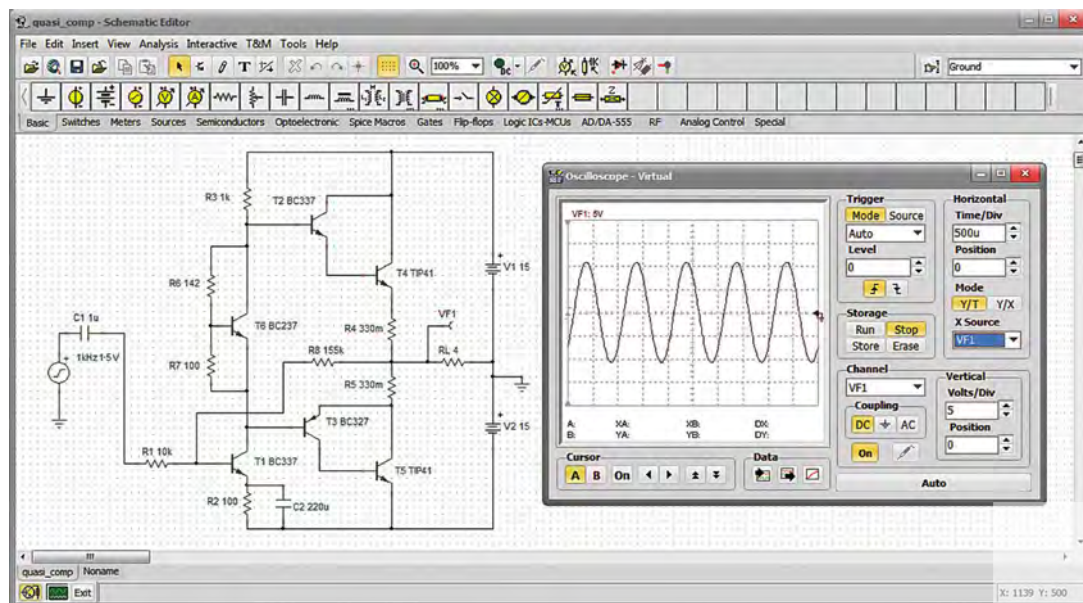 quasi_comp - Schematic Editor
File Edit Insert View Analysis Interactive T&M Tools Help
100%
Ground
Basic Switches Meters Sources Semiconductors Optoelectronic Spice Macros Gates Flip-flops Logic ICs-MCUs AD/DA-555 RF Analog Control Special
R3 1k
T2 BC337
T4 TIP41
V1 15
R6 142
T6 BC237
C1 1u
1kHz1-5V
R7 100
R4 330m
VF1
R8 155k
RL 4
R5 330m
T3 BC327
V2 15
R1 10k
T1 BC337
T5 TIP41
R2 100
C2 220u
Oscilloscope - Virtual
VF1: 5V
A: XA: XB: DX:
B: YA: YB: DY:
Cursor
A B On
Data
Trigger
Mode Source
Auto
Level
0
Storage
Run Stop
Store Erase
Channel
VF1
Coupling
DC AC
On
Horizontal
Time/Div
500u
Position
0
Mode
Y/T Y/X
X Source
VF1
Vertical
Volts/Div
5
Position
0
Auto
quasi_comp Noname
Exit
X: 1139 Y: 500